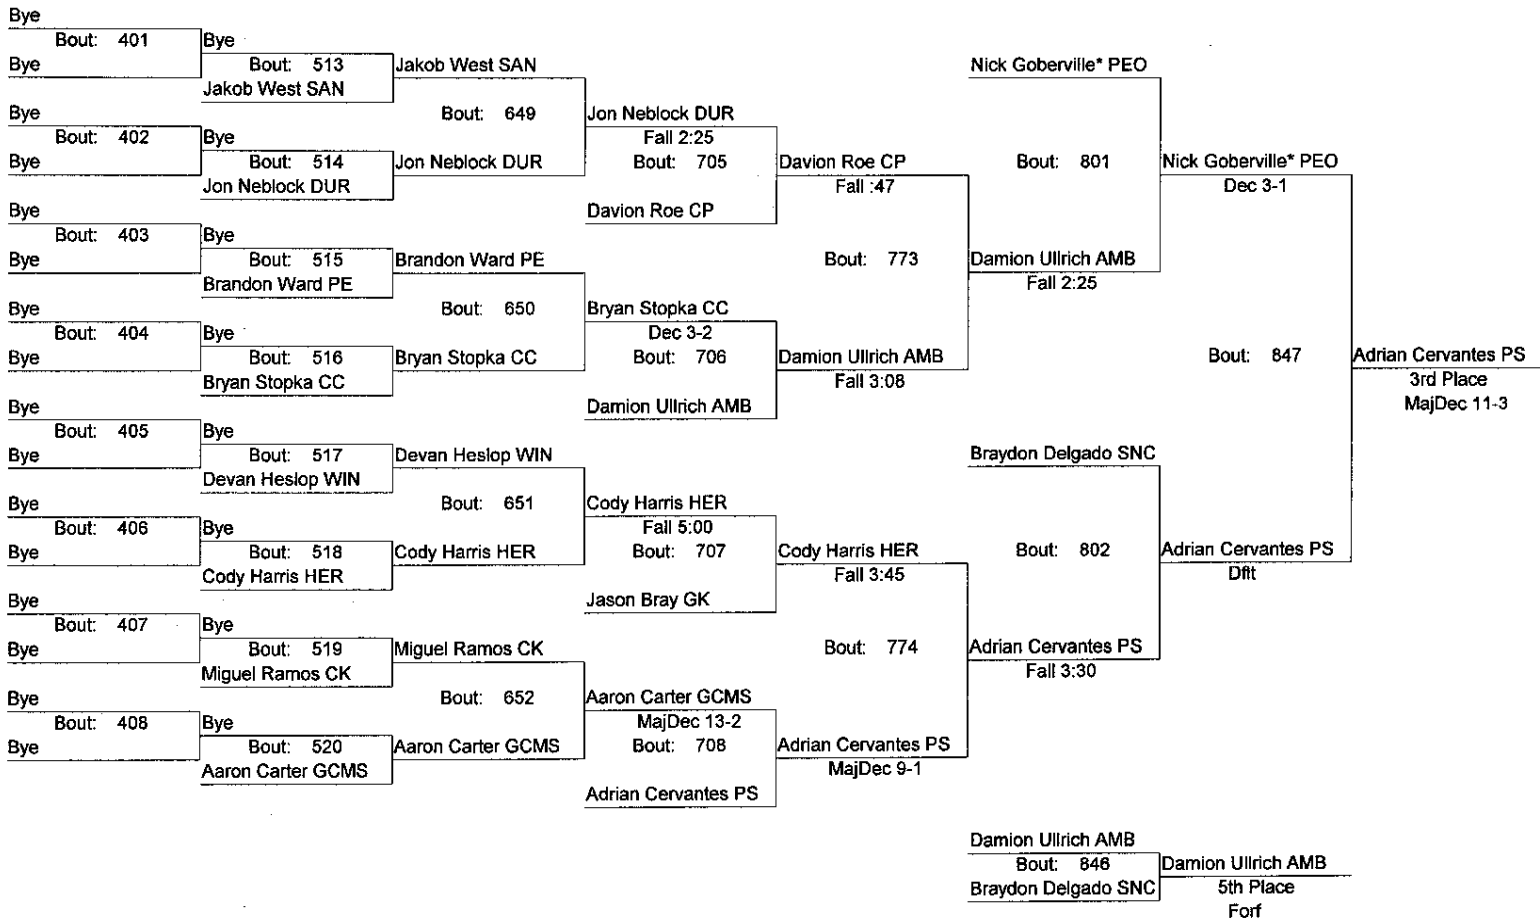 Bye
Bout: 401
Bye
Bye
Bout: 402
Bye
Bye
Bout: 403
Bye
Bye
Bout: 404
Bye
Bye
Bout: 405
Bye
Bye
Bout: 406
Bye
Bye
Bout: 407
Bye
Bye
Bout: 408
Bye
Bye
Bout: 513
Jakob West SAN
Bye
Bout: 514
Jon Neblock DUR
Bye
Bout: 515
Brandon Ward PE
Bye
Bout: 516
Bryan Stopka CC
Bye
Bout: 517
Devan Heslop WIN
Bye
Bout: 518
Cody Harris HER
Bye
Bout: 519
Miguel Ramos CK
Bye
Bout: 520
Aaron Carter GCMS
Jakob West SAN
Bout: 649
Jon Neblock DUR
Brandon Ward PE
Bout: 650
Bryan Stopka CC
Devan Heslop WIN
Bout: 651
Cody Harris HER
Miguel Ramos CK
Bout: 652
Aaron Carter GCMS
Jon Neblock DUR
Fall 2:25
Bout: 705
Davion Roe CP
Bryan Stopka CC
Dec 3-2
Bout: 706
Damion Ullrich AMB
Cody Harris HER
Fall 5:00
Bout: 707
Jason Bray GK
Aaron Carter GCMS
MajDec 13-2
Bout: 708
Adrian Cervantes PS
Davion Roe CP
Fall :47
Bout: 773
Damion Ullrich AMB
Fall 3:08
Cody Harris HER
Fall 3:45
Bout: 774
Adrian Cervantes PS
MajDec 9-1
Nick Goberville* PEO
Bout: 801
Damion Ullrich AMB
Fall 2:25
Braydon Delgado SNC
Bout: 802
Adrian Cervantes PS
Fall 3:30
Nick Goberville* PEO
Dec 3-1
Bout: 847
Adrian Cervantes PS
Dflt
Adrian Cervantes PS
3rd Place
MajDec 11-3
Damion Ullrich AMB
Bout: 846
Braydon Delgado SNC
Damion Ullrich AMB
5th Place
Forf